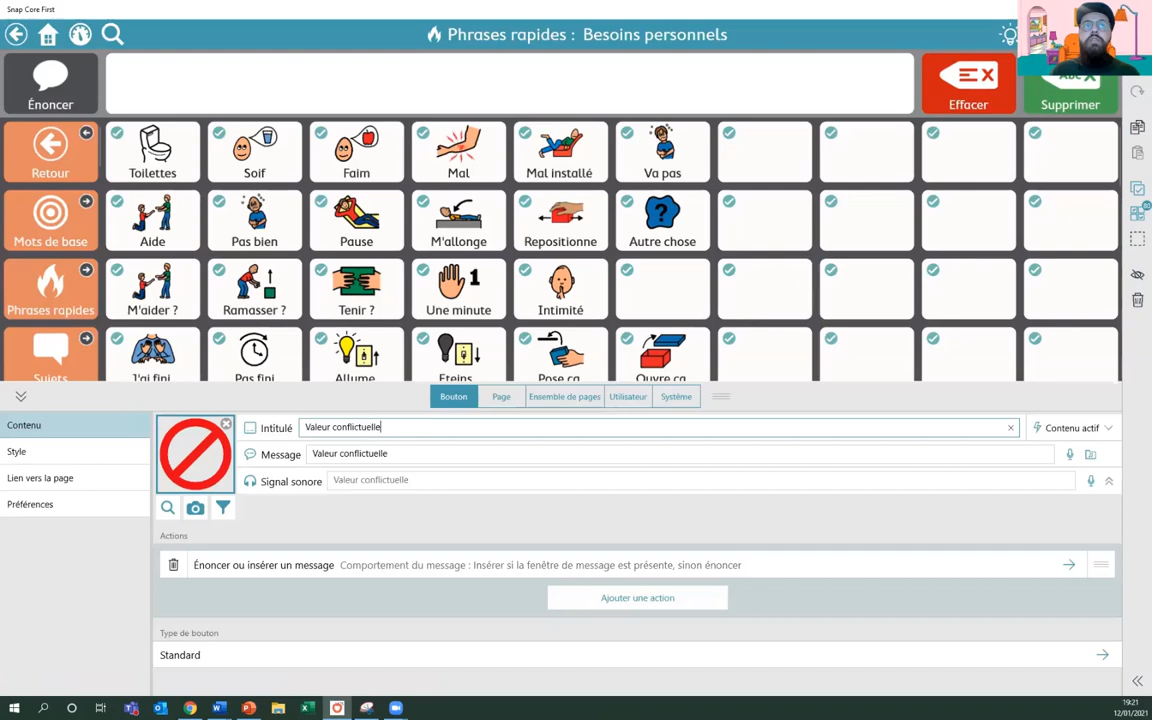 Snap Core First
Phrases rapides : Besoins personnels
Énoncer
Effacer
Supprimer
Retour
Toilettes
Soif
Faim
Mal
Mal installé
Va pas
Mots de base
Aide
Pas bien
Pause
M'allonge
Repositionne
Autre chose
Phrases rapides
M'aider ?
Ramasser ?
Tenir ?
Une minute
1
Intimité
Sujets
J'ai fini
Pas fini
Allume
Eteins
Pose ça
Ouvre ça
Bouton
Page
Ensemble de pages
Utilisateur
Système
Contenu
Intitulé
Valeur conflictuelle
Contenu actif
Style
Message
Valeur conflictuelle
Lien vers la page
Signal sonore
Valeur conflictuelle
Préférences
Actions
Énoncer ou insérer un message Comportement du message : Insérer si la fenêtre de message est présente, sinon énoncer
Ajouter une action
Type de bouton
Standard
19:21
12/01/2021